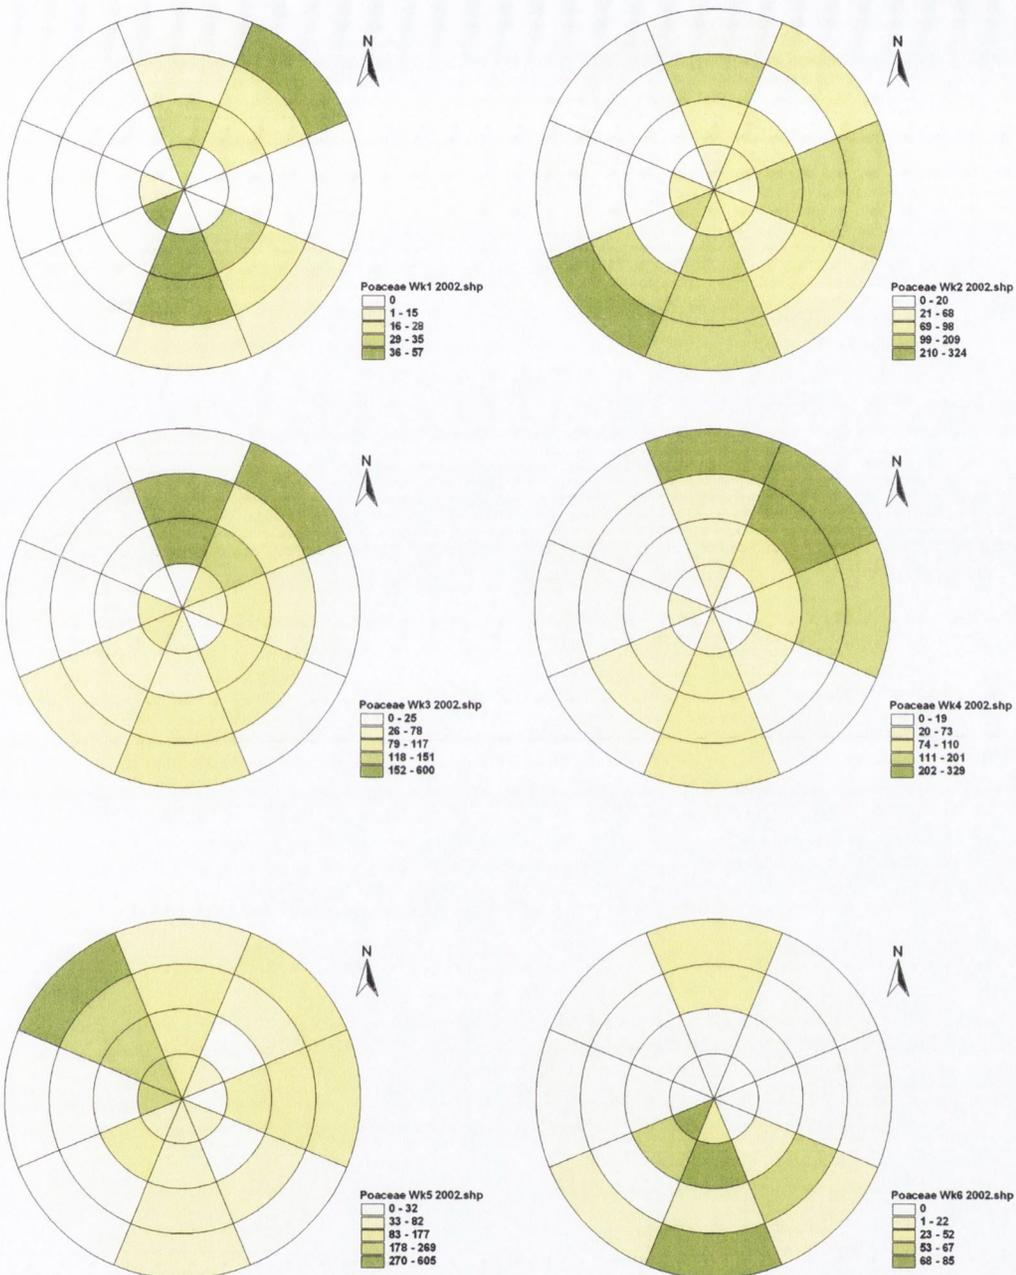 N
Poaceae Wk1 2002.shp
0
1 - 15
16 - 28
29 - 35
36 - 57
N
Poaceae Wk2 2002.shp
0 - 20
21 - 68
69 - 98
99 - 209
210 - 324
N
Poaceae Wk3 2002.shp
0 - 25
26 - 78
79 - 117
118 - 151
152 - 600
N
Poaceae Wk4 2002.shp
0 - 19
20 - 73
74 - 110
111 - 201
202 - 329
N
Poaceae Wk5 2002.shp
0 - 32
33 - 82
83 - 177
178 - 269
270 - 605
N
Poaceae Wk6 2002.shp
0
1 - 22
23 - 52
53 - 67
68 - 85